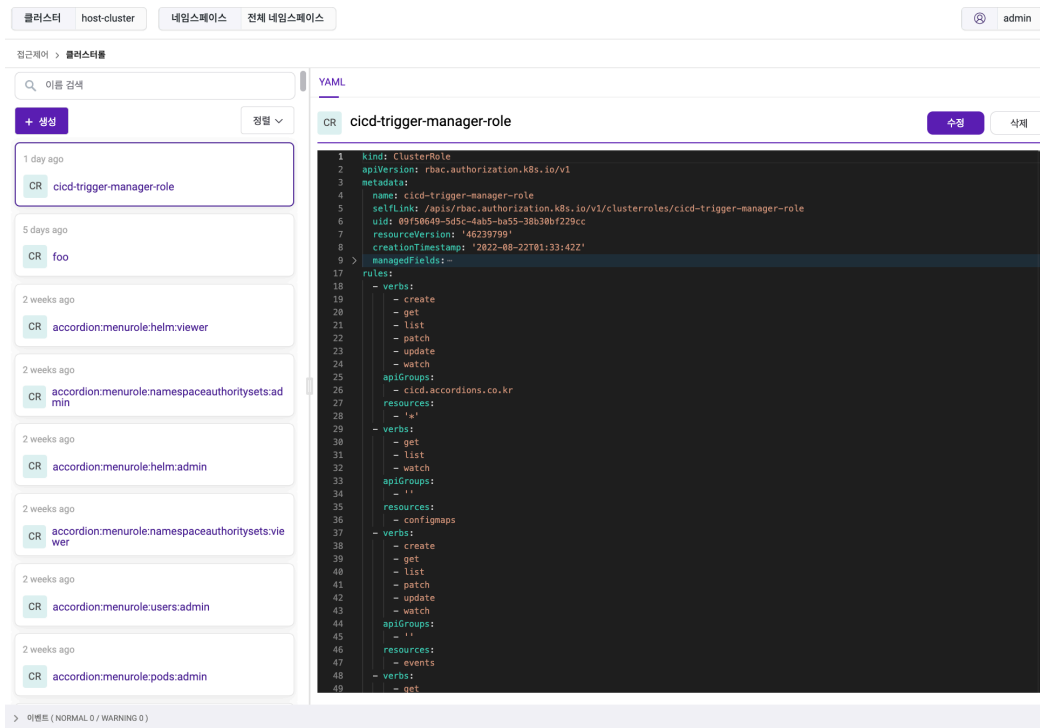 클러스터 host-cluster 네임스페이스 전체 네임스페이스 admin
접근제어 > 클러스터롤
이름 검색
+ 생성 정렬
1 day ago
CR cicd-trigger-manager-role
5 days ago
CR foo
2 weeks ago
CR accordion:menurole:helm:viewer
2 weeks ago
CR accordion:menurole:namespaceauthoritysets:ad
min
2 weeks ago
CR accordion:menurole:helm:admin
2 weeks ago
CR accordion:menurole:namespaceauthoritysets:vie
wer
2 weeks ago
CR accordion:menurole:users:admin
2 weeks ago
CR accordion:menurole:pods:admin
YAML
CR cicd-trigger-manager-role 수정 삭제
1 kind: ClusterRole
2 apiVersion: rbac.authorization.k8s.io/v1
3 metadata:
4 name: cicd-trigger-manager-role
5 selfLink: /apis/rbac.authorization.k8s.io/v1/clusterroles/cicd-trigger-manager-role
6 uid: 09f50649-5d5c-4ab5-ba55-38b30bf229cc
7 resourceVersion: '46239799'
8 creationTimestamp: '2022-08-22T01:33:42Z'
9 > managedFields:⋯
17 rules:
18 - verbs:
19 - create
20 - get
21 - list
22 - patch
23 - update
24 - watch
25 apiGroups:
26 - cicd.accordions.co.kr
27 resources:
28 - '*'
29 - verbs:
30 - get
31 - list
32 - watch
33 apiGroups:
34 - ''
35 resources:
36 - configmaps
37 - verbs:
38 - create
39 - get
40 - list
41 - patch
42 - update
43 - watch
44 apiGroups:
45 - ''
46 resources:
47 - events
48 - verbs:
49 - get
> 이벤트 ( NORMAL 0 / WARNING 0 )